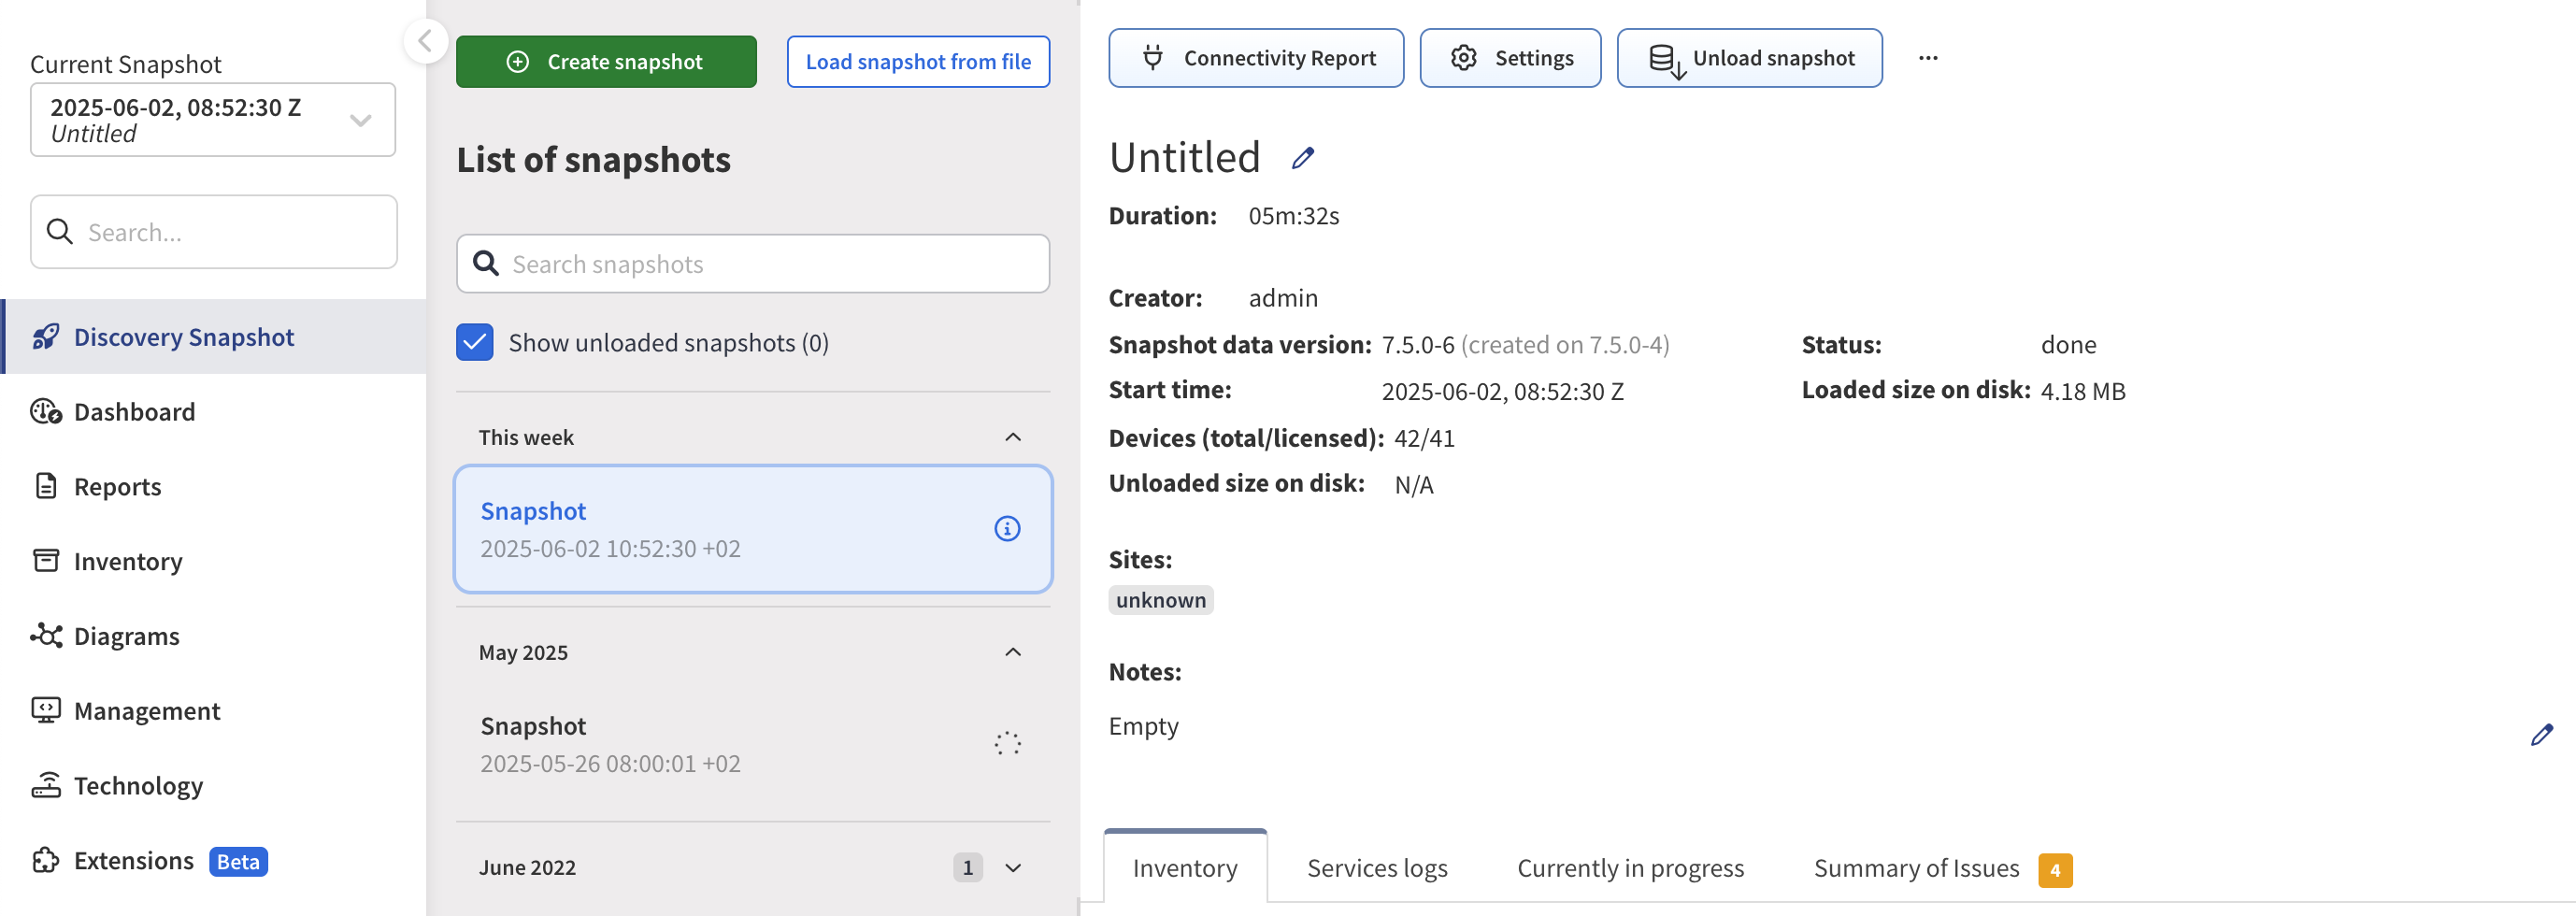 Current Snapshot
2025-06-02, 08:52:30 Z
Untitled
Search...
Discovery Snapshot
Dashboard
Reports
Inventory
Diagrams
Management
Technology
Extensions Beta
Create snapshot
Load snapshot from file
List of snapshots
Search snapshots
Show unloaded snapshots (0)
This week
Snapshot
2025-06-02 10:52:30 +02
May 2025
Snapshot
2025-05-26 08:00:01 +02
June 2022 1
Connectivity Report
Settings
Unload snapshot
...
Untitled
Duration: 05m:32s
Creator: admin
Snapshot data version: 7.5.0-6 (created on 7.5.0-4)
Status: done
Start time: 2025-06-02, 08:52:30 Z
Loaded size on disk: 4.18 MB
Devices (total/licensed): 42/41
Unloaded size on disk: N/A
Sites:
unknown
Notes:
Empty
Inventory
Services logs
Currently in progress
Summary of Issues 4